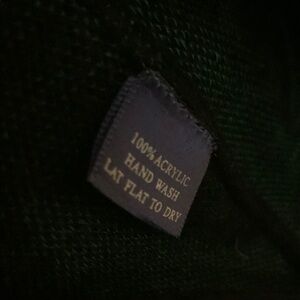 100% ACRYLIC
HAND WASH
LAY FLAT TO DRY